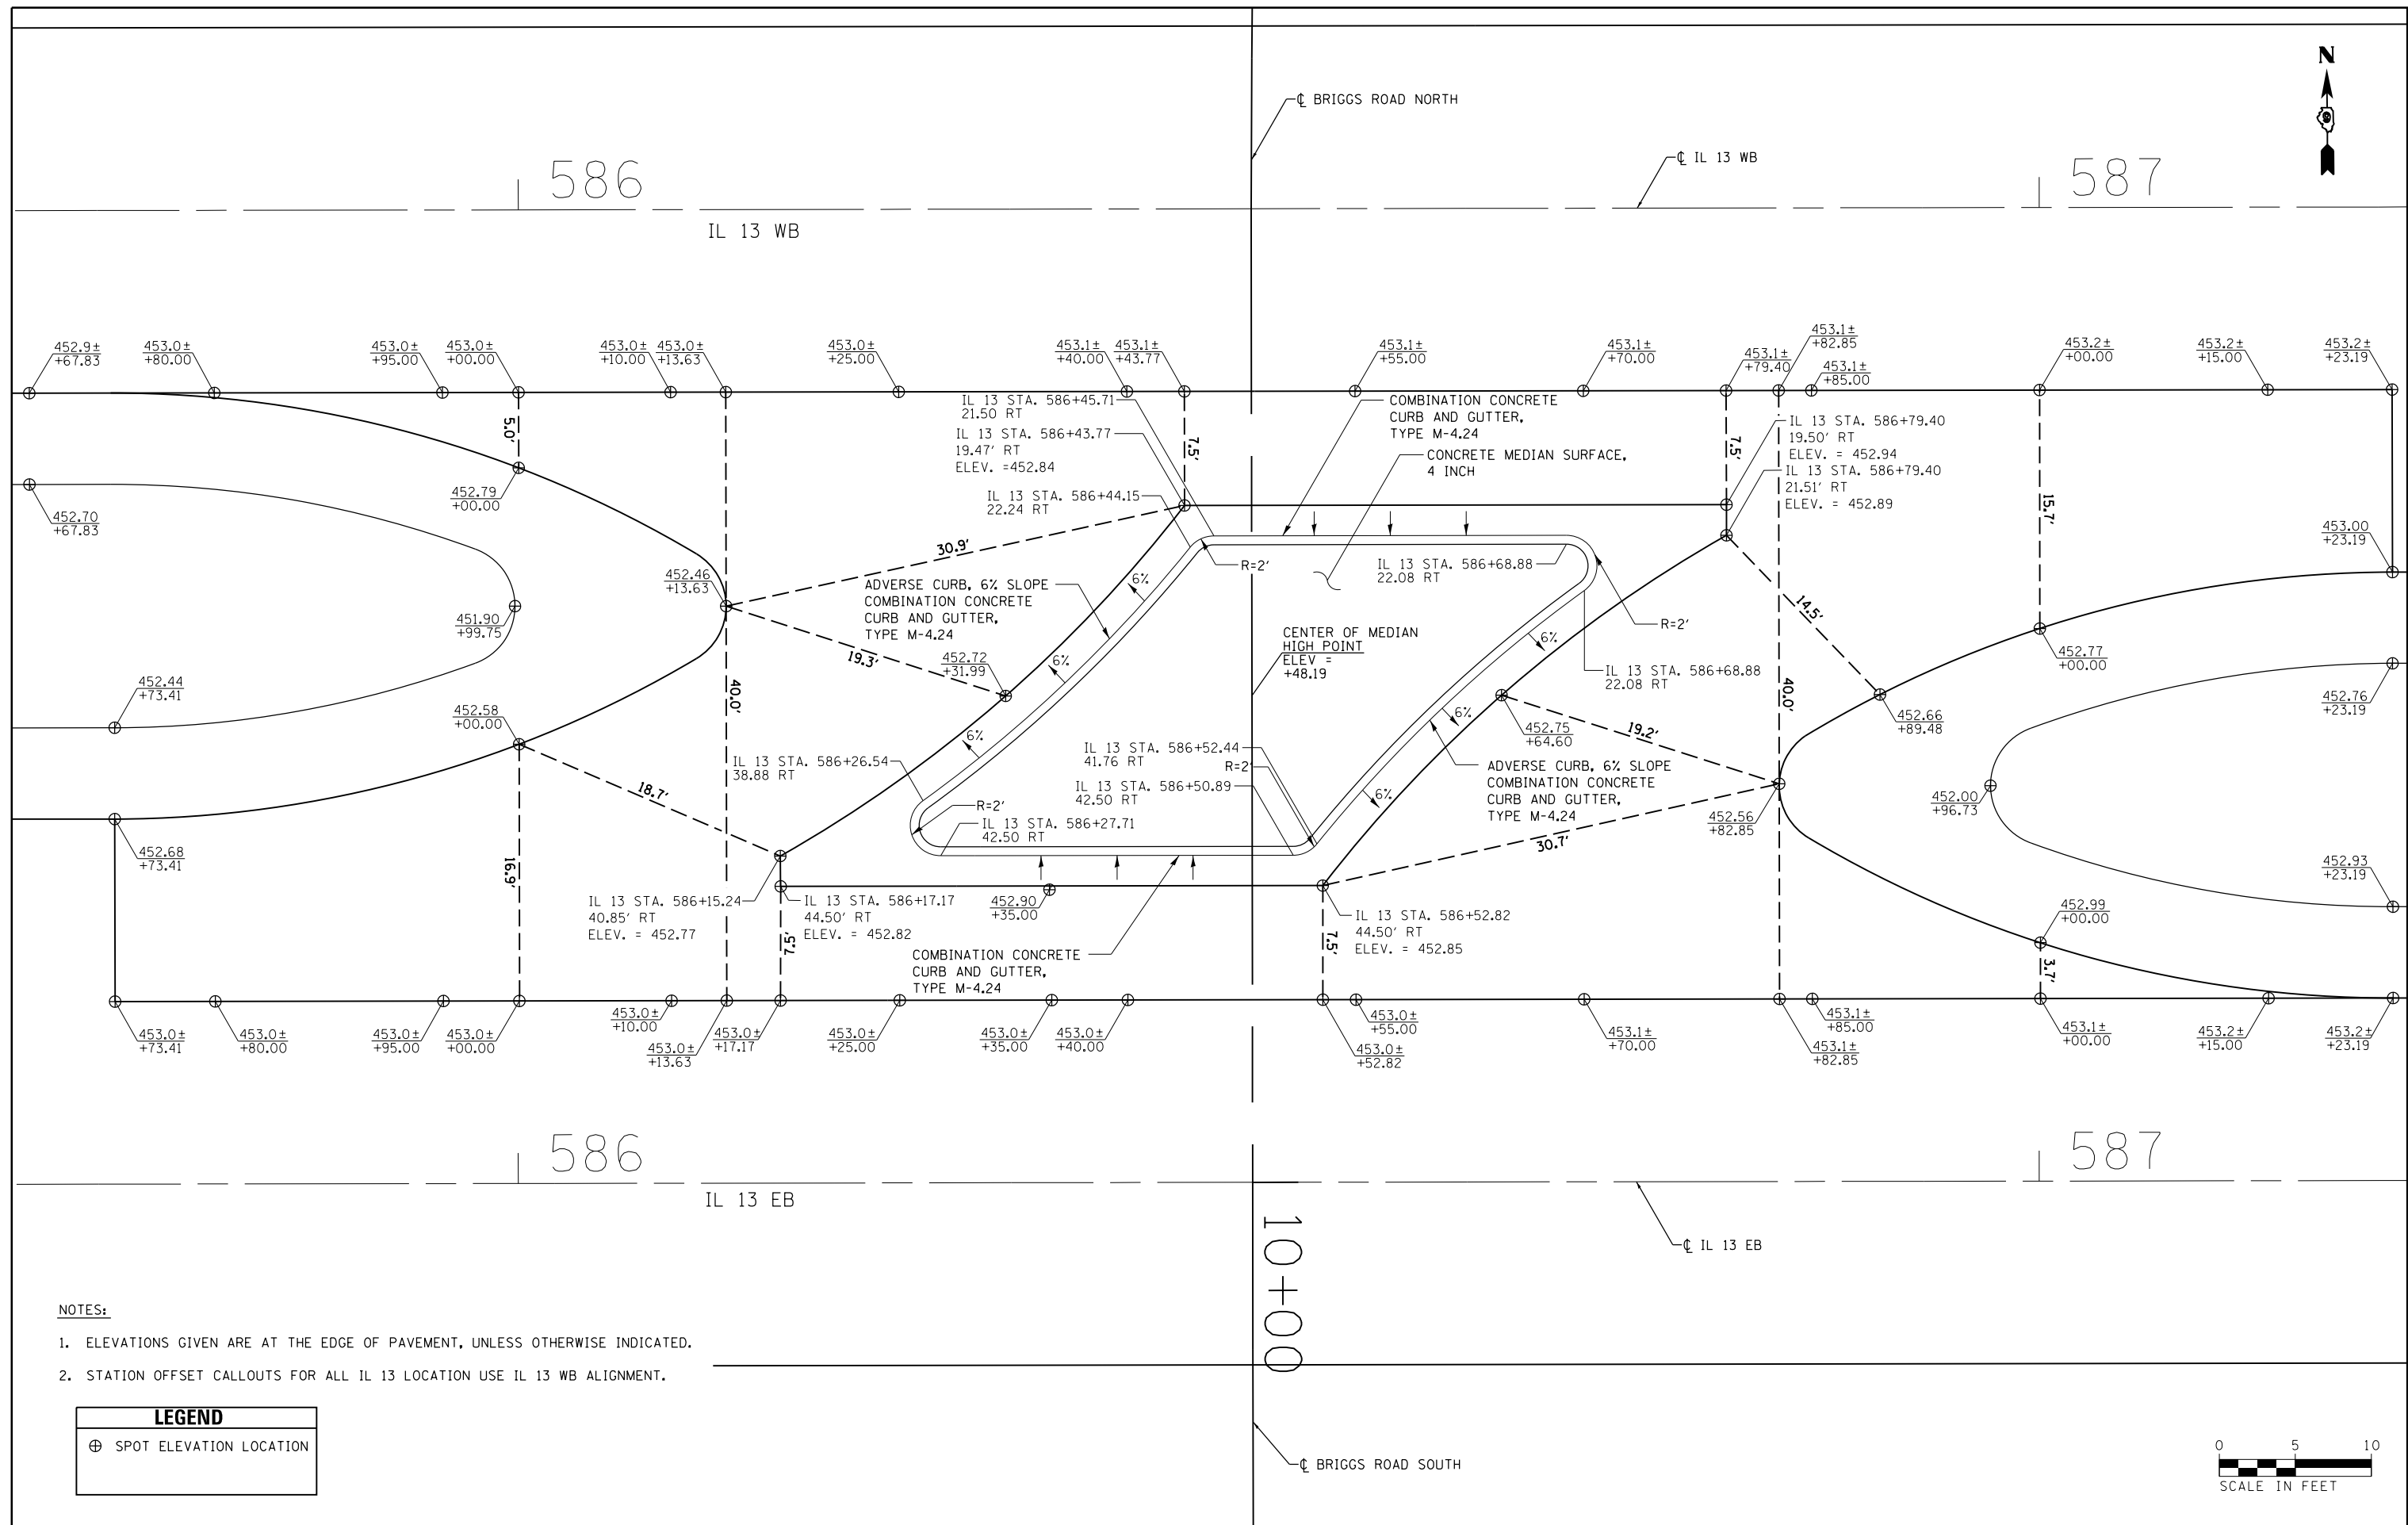 N
℄ BRIGGS ROAD NORTH
℄ IL 13 WB
586
587
IL 13 WB
452.9±
+67.83
453.0±
+80.00
453.0±
+95.00
453.0±
+00.00
453.0±
+10.00
453.0±
+13.63
453.0±
+25.00
453.1±
+40.00
453.1±
+43.77
453.1±
+55.00
453.1±
+70.00
453.1±
+79.40
453.1±
+82.85
453.1±
+85.00
453.2±
+00.00
453.2±
+15.00
453.2±
+23.19
5.0'
IL 13 STA. 586+45.71
21.50 RT
IL 13 STA. 586+43.77
19.47' RT
ELEV. =452.84
IL 13 STA. 586+44.15
22.24 RT
7.5'
COMBINATION CONCRETE
CURB AND GUTTER,
TYPE M-4.24
CONCRETE MEDIAN SURFACE,
4 INCH
7.5'
IL 13 STA. 586+79.40
19.50' RT
ELEV. = 452.94
IL 13 STA. 586+79.40
21.51' RT
ELEV. = 452.89
15.7'
452.79
+00.00
452.70
+67.83
453.00
+23.19
30.9'
R=2'
IL 13 STA. 586+68.88
22.08 RT
452.46
+13.63
ADVERSE CURB, 6% SLOPE
COMBINATION CONCRETE
CURB AND GUTTER,
TYPE M-4.24
6%
451.90
+99.75
14.5'
R=2'
CENTER OF MEDIAN
HIGH POINT
ELEV =
+48.19
6%
19.3'
452.72
+31.99
6%
IL 13 STA. 586+68.88
22.08 RT
452.77
+00.00
452.44
+73.41
40.0'
40.0'
452.76
+23.19
452.58
+00.00
6%
6%
452.75
+64.60
19.2'
452.66
+89.48
IL 13 STA. 586+26.54
38.88 RT
IL 13 STA. 586+52.44
41.76 RT
R=2'
IL 13 STA. 586+50.89
42.50 RT
ADVERSE CURB, 6% SLOPE
COMBINATION CONCRETE
CURB AND GUTTER,
TYPE M-4.24
6%
18.7'
R=2'
IL 13 STA. 586+27.71
42.50 RT
452.56
+82.85
452.00
+96.73
30.7'
452.68
+73.41
16.9'
452.93
+23.19
IL 13 STA. 586+15.24
40.85' RT
ELEV. = 452.77
IL 13 STA. 586+17.17
44.50' RT
ELEV. = 452.82
7.5'
452.90
+35.00
IL 13 STA. 586+52.82
44.50' RT
ELEV. = 452.85
7.5'
452.99
+00.00
3.7'
COMBINATION CONCRETE
CURB AND GUTTER,
TYPE M-4.24
453.0±
+73.41
453.0±
+80.00
453.0±
+95.00
453.0±
+00.00
453.0±
+10.00
453.0±
+13.63
453.0±
+17.17
453.0±
+25.00
453.0±
+35.00
453.0±
+40.00
453.0±
+52.82
453.0±
+55.00
453.1±
+70.00
453.1±
+82.85
453.1±
+85.00
453.1±
+00.00
453.2±
+15.00
453.2±
+23.19
586
587
IL 13 EB
10+00
℄ IL 13 EB
NOTES:
1. ELEVATIONS GIVEN ARE AT THE EDGE OF PAVEMENT, UNLESS OTHERWISE INDICATED.
2. STATION OFFSET CALLOUTS FOR ALL IL 13 LOCATION USE IL 13 WB ALIGNMENT.
LEGEND
⊕ SPOT ELEVATION LOCATION
℄ BRIGGS ROAD SOUTH
0 5 10
SCALE IN FEET